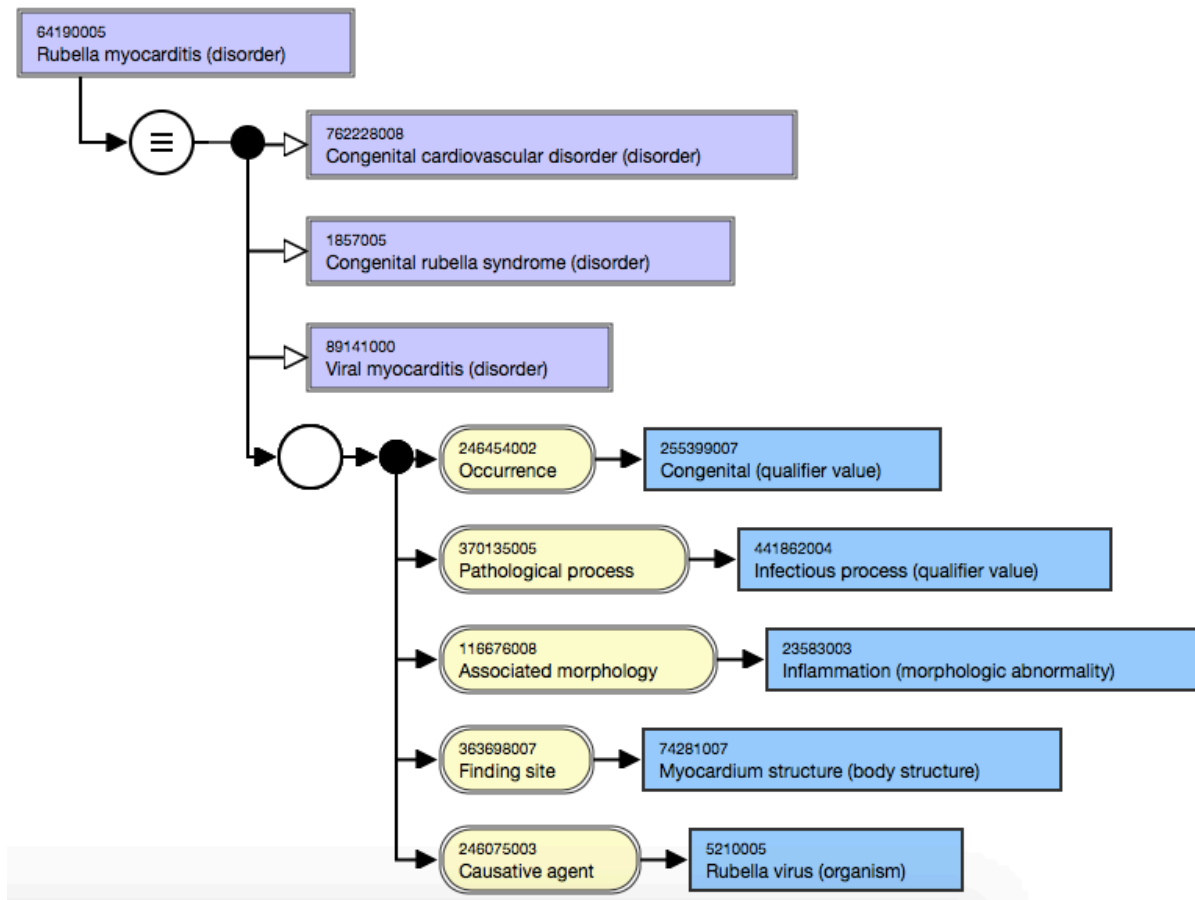 64190005
Rubella myocarditis (disorder)
762228008
Congenital cardiovascular disorder (disorder)
1857005
Congenital rubella syndrome (disorder)
89141000
Viral myocarditis (disorder)
246454002
Occurrence
255399007
Congenital (qualifier value)
370135005
Pathological process
441862004
Infectious process (qualifier value)
116676008
Associated morphology
23583003
Inflammation (morphologic abnormality)
363698007
Finding site
74281007
Myocardium structure (body structure)
246075003
Causative agent
5210005
Rubella virus (organism)